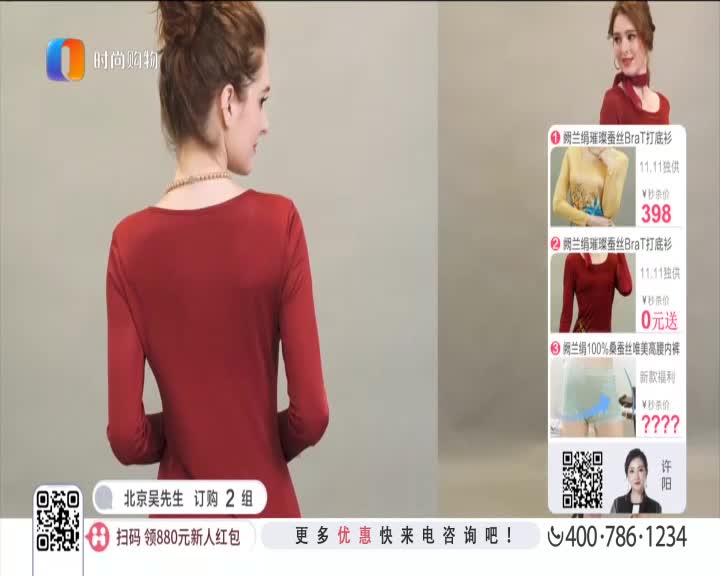 时尚购物
1 阙兰绢璀璨蚕丝BraT打底衫
11.11独供
¥秒杀价
398
2 阙兰绢璀璨蚕丝BraT打底衫
11.11独供
¥秒杀价
0元送
3 阙兰绢100%桑蚕丝唯美高腰内裤
新款福利
¥秒杀价
????
许阳
北京吴先生 订购 2 组
扫码 领880元新人红包
更多优惠快来电咨询吧！
400·786·1234